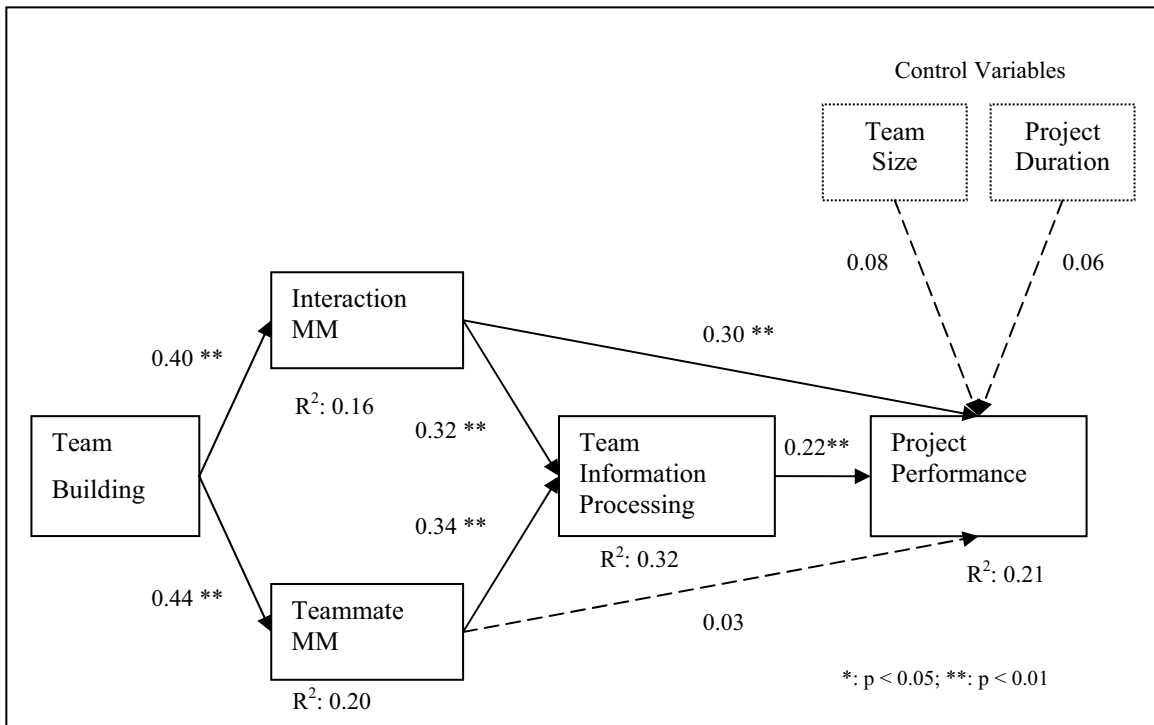 Control Variables
Team
Size
Project
Duration
0.08
0.06
Interaction
MM
0.30 **
0.40 **
R²: 0.16
0.32 **
Team
Building
Team
Information
Processing
0.22**
Project
Performance
0.34 **
R²: 0.32
R²: 0.21
0.44 **
Teammate
MM
0.03
R²: 0.20
*: p < 0.05; **: p < 0.01